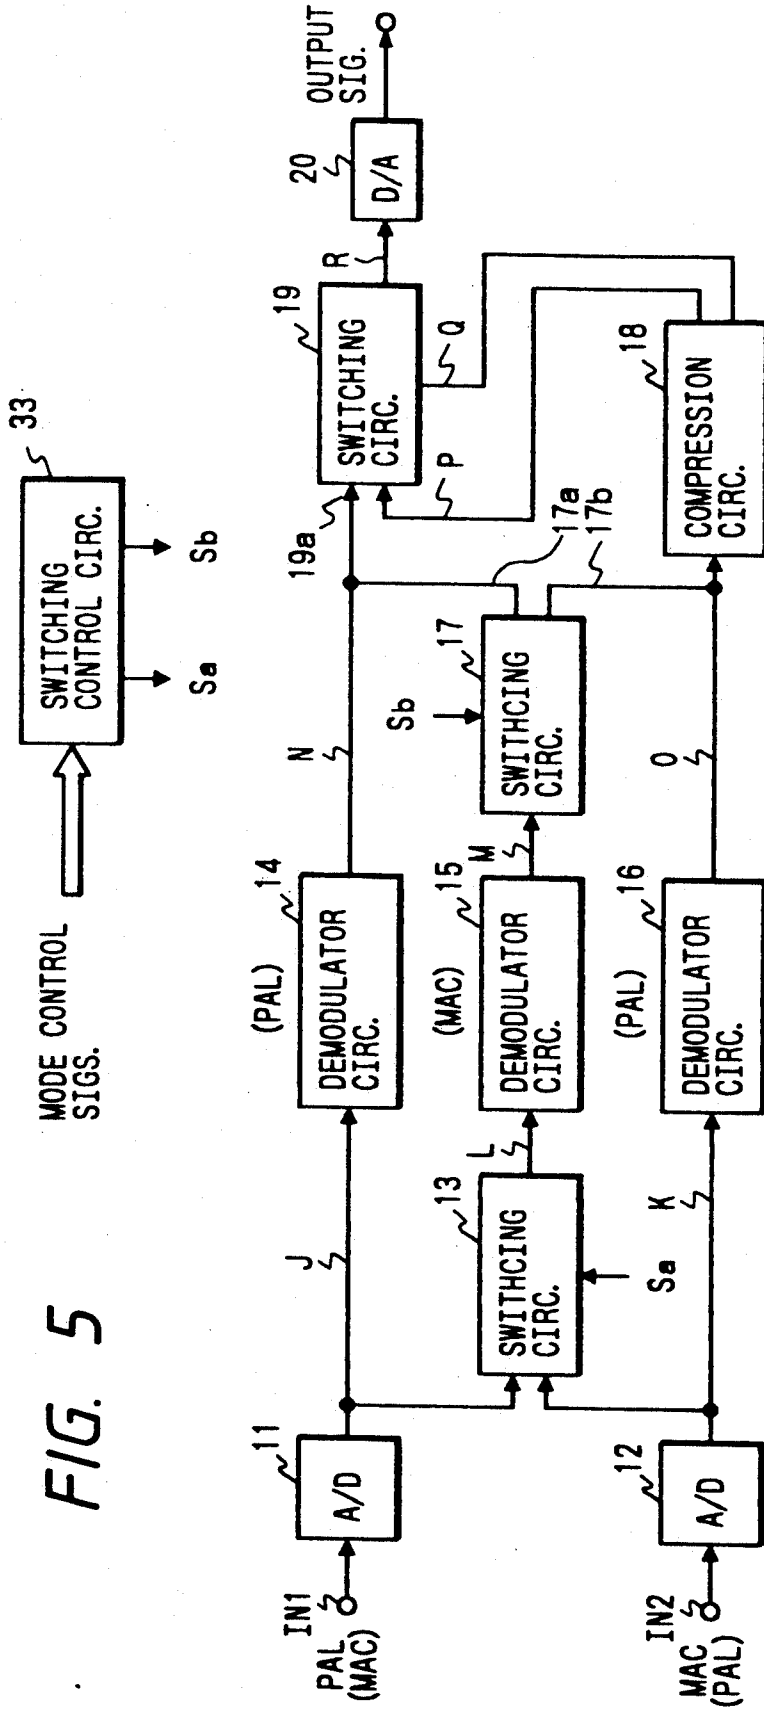 FIG. 5
MODE CONTROL
SIGS.
SWITCHING
CONTROL CIRC.
33
Sa
Sb
IN1
PAL
(MAC)
11
A/D
J
(PAL)
14
DEMODULATOR
CIRC.
N
19a
19
SWITCHING
CIRC.
R
20
D/A
OUTPUT
SIG.
13
SWITHCING
CIRC.
Sa
L
(MAC)
15
DEMODULATOR
CIRC.
M
Sb
17
SWITHCING
CIRC.
17a
17b
P
Q
IN2
MAC
(PAL)
12
A/D
K
(PAL)
16
DEMODULATOR
CIRC.
O
18
COMPRESSION
CIRC.